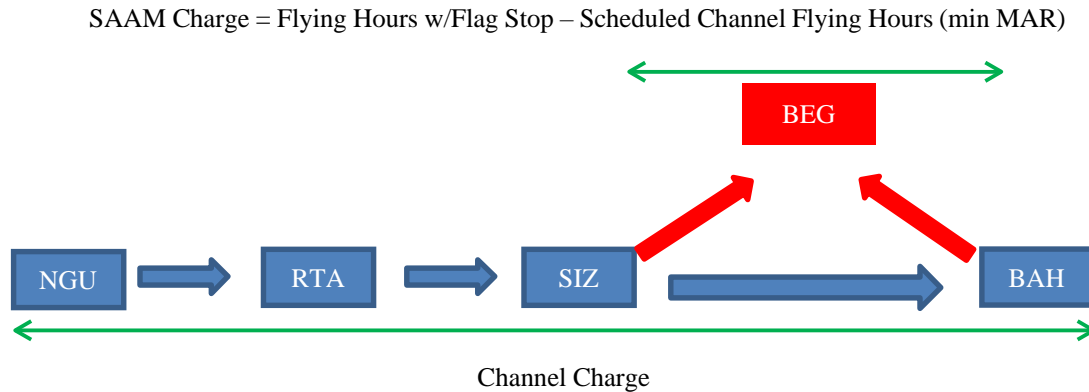 SAAM Charge = Flying Hours w/Flag Stop – Scheduled Channel Flying Hours (min MAR)
BEG
NGU
RTA
SIZ
BAH
Channel Charge